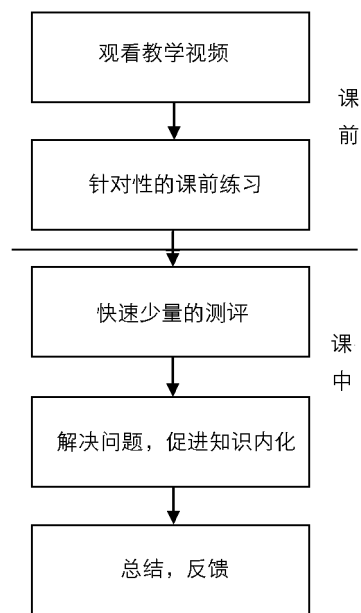 观看教学视频
课
前
针对性的课前练习
快速少量的测评
课
中
解决问题，促进知识内化
总结，反馈